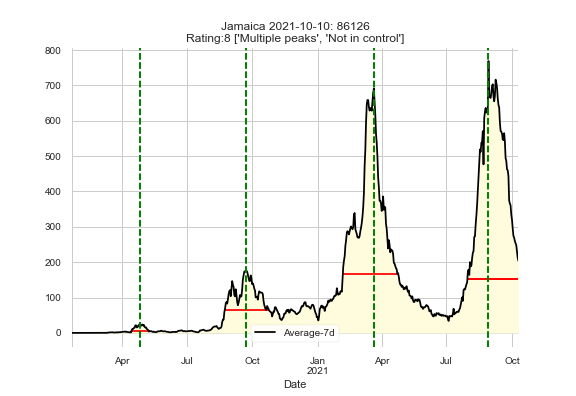 Jamaica 2021-10-10: 86126
Rating:8 ['Multiple peaks', 'Not in control']
800
700
600
500
400
300
200
100
0
Average-7d
Apr Jul Oct Jan Apr Jul Oct
2021
Date